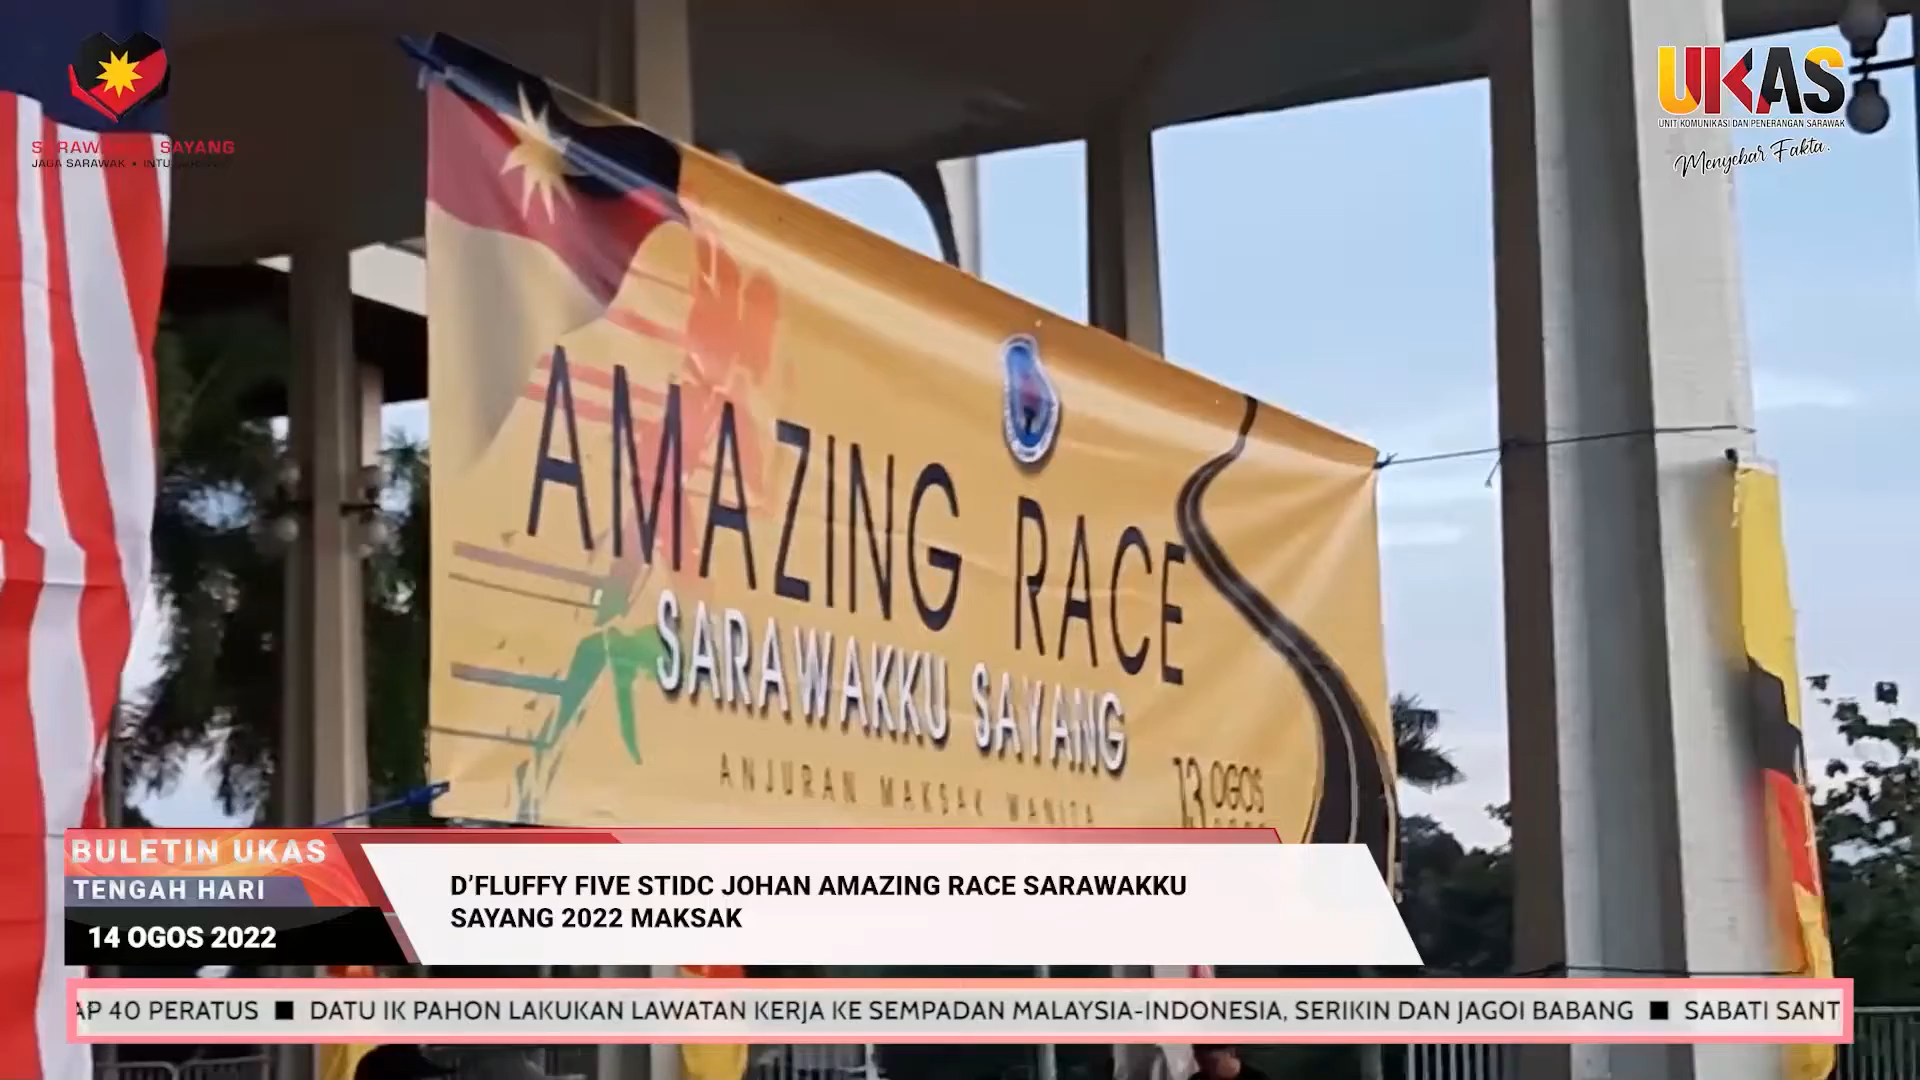 SARAWAKKU SAYANG
JAGA SARAWAK • INTU
UKAS
UNIT KOMUNIKASI DAN PENERANGAN SARAWAK
Menyebar Fakta.
AMAZING RACE
SARAWAKKU SAYANG
ANJURAN MAKSAK WANITA
13 OGOS
BULETIN UKAS
TENGAH HARI
14 OGOS 2022
D’FLUFFY FIVE STIDC JOHAN AMAZING RACE SARAWAKKU
SAYANG 2022 MAKSAK
AP 40 PERATUS ■ DATU IK PAHON LAKUKAN LAWATAN KERJA KE SEMPADAN MALAYSIA-INDONESIA, SERIKIN DAN JAGOI BABANG ■ SABATI SANT